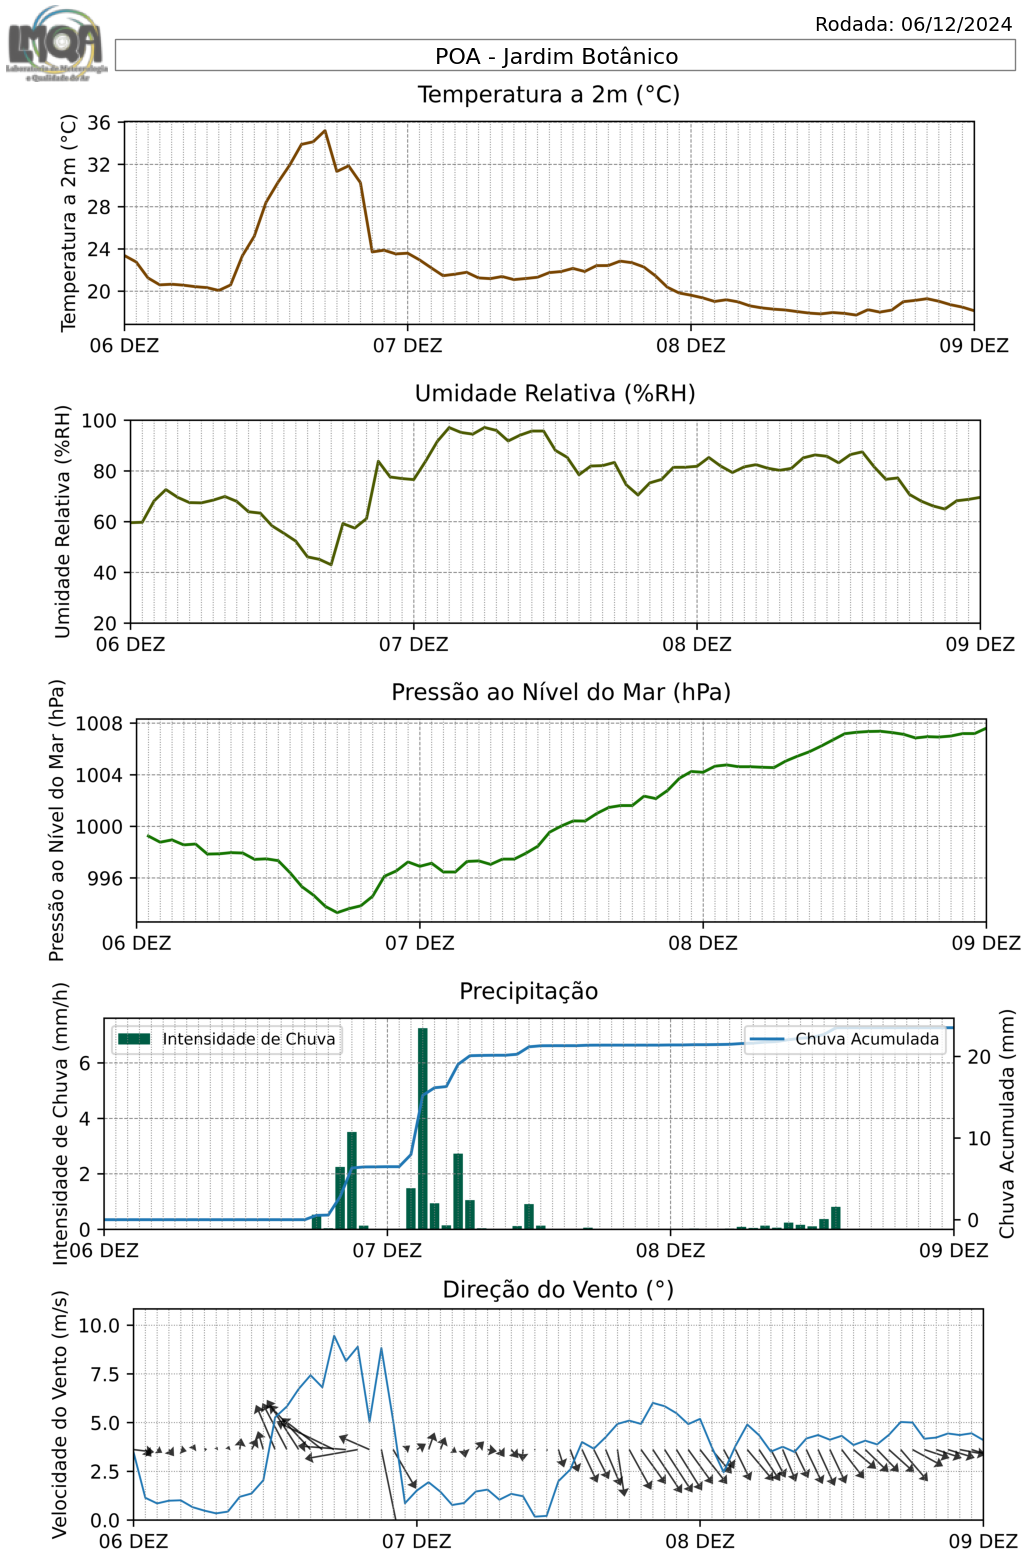 Rodada: 06/12/2024
LMQA
Laboratório de Meteorologia
e Qualidade do Ar
POA - Jardim Botânico
Temperatura a 2m (°C)
Temperatura a 2m (°C)
36
32
28
24
20
06 DEZ 07 DEZ 08 DEZ 09 DEZ
Umidade Relativa (%RH)
Umidade Relativa (%RH)
100
80
60
40
20
06 DEZ 07 DEZ 08 DEZ 09 DEZ
Pressão ao Nível do Mar (hPa)
Pressão ao Nível do Mar (hPa)
1008
1004
1000
996
06 DEZ 07 DEZ 08 DEZ 09 DEZ
Precipitação
Intensidade de Chuva (mm/h)
Intensidade de Chuva
Chuva Acumulada
Chuva Acumulada (mm)
6
4
2
0
20
10
0
06 DEZ 07 DEZ 08 DEZ 09 DEZ
Direção do Vento (°)
Velocidade do Vento (m/s)
10.0
7.5
5.0
2.5
0.0
06 DEZ 07 DEZ 08 DEZ 09 DEZ